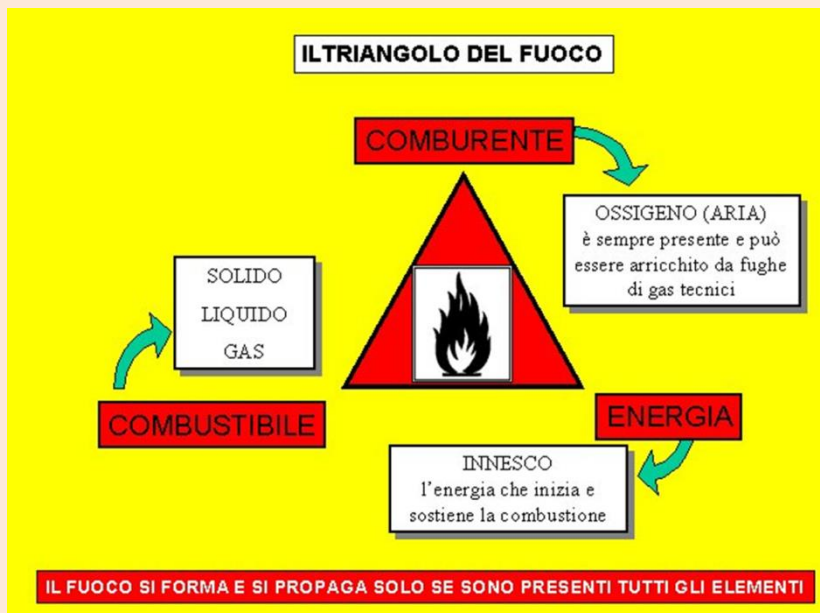 ILTRIANGOLO DEL FUOCO
COMBURENTE
OSSIGENO (ARIA)
è sempre presente e può
essere arricchito da fughe
di gas tecnici
SOLIDO
LIQUIDO
GAS
COMBUSTIBILE
ENERGIA
INNESCO
l'energia che inizia e
sostiene la combustione
IL FUOCO SI FORMA E SI PROPAGA SOLO SE SONO PRESENTI TUTTI GLI ELEMENTI